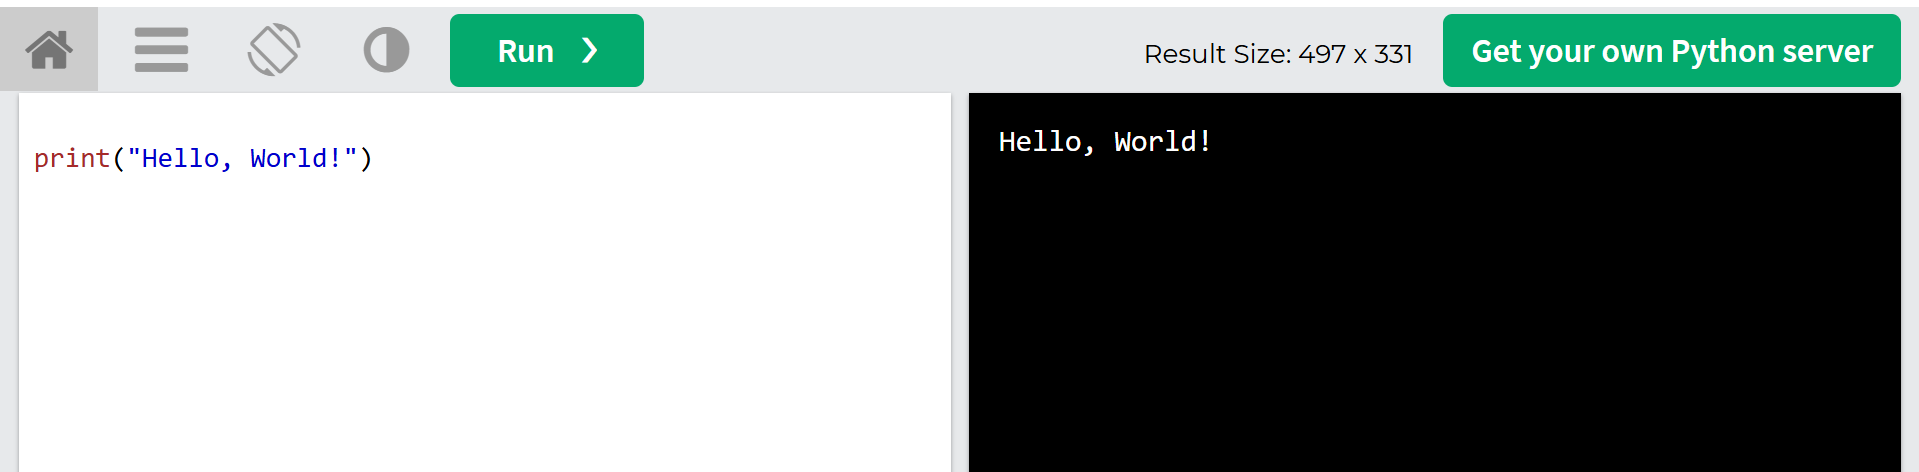 Run ❯
Result Size: 497 x 331
Get your own Python server
print("Hello, World!")
Hello, World!